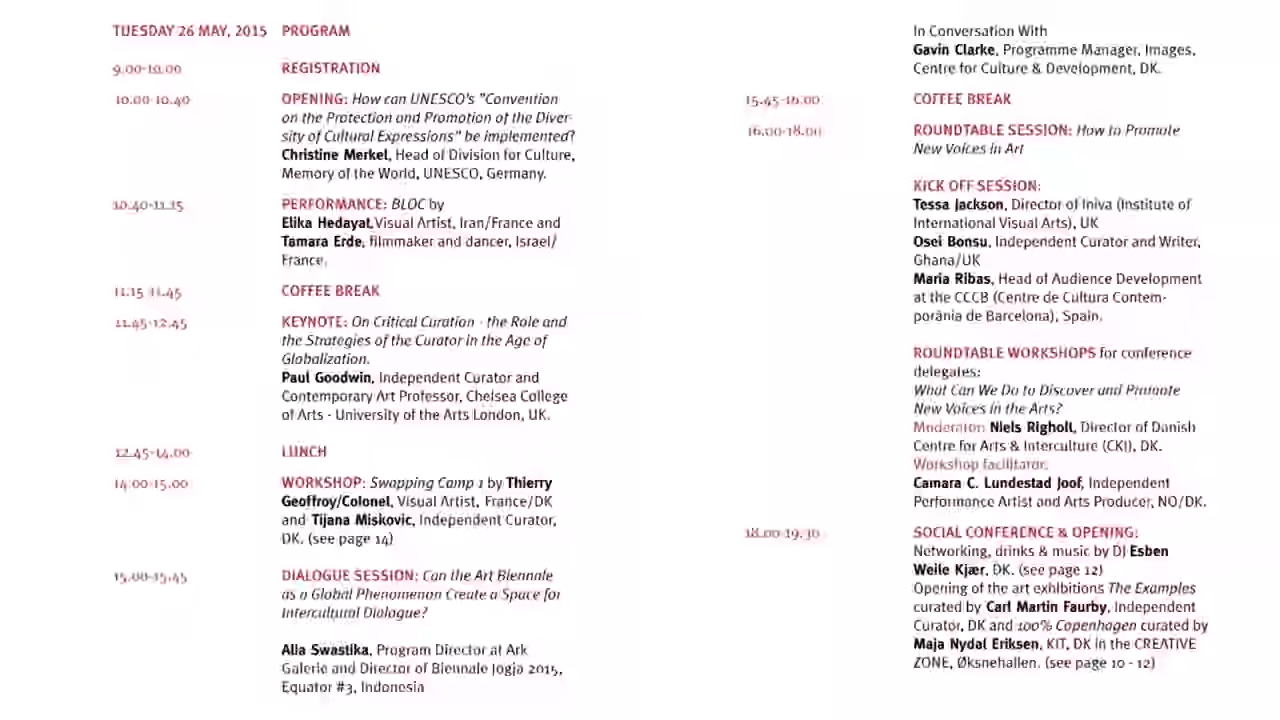 TUESDAY 26 MAY, 2015 PROGRAM
9.00-10.00 REGISTRATION
10.00-10.40 OPENING: How can UNESCO's "Convention
on the Protection and Promotion of the Diver-
sity of Cultural Expressions" be implemented?
Christine Merkel, Head of Division for Culture,
Memory of the World, UNESCO, Germany.
10.40-11.15 PERFORMANCE: BLOC by
Elika Hedayat, Visual Artist, Iran/France and
Tamara Erde, filmmaker and dancer, Israel/
France.
11.15-11.45 COFFEE BREAK
11.45-12.45 KEYNOTE: On Critical Curation - the Role and
the Strategies of the Curator in the Age of
Globalization.
Paul Goodwin, Independent Curator and
Contemporary Art Professor, Chelsea College
of Arts - University of the Arts London, UK.
12.45-14.00 LUNCH
14.00-15.00 WORKSHOP: Swapping Camp 1 by Thierry
Geoffroy/Colonel, Visual Artist, France/DK
and Tijana Miskovic, Independent Curator,
DK. (see page 14)
15.00-15.45 DIALOGUE SESSION: Can the Art Biennale
as a Global Phenomenon Create a Space for
Intercultural Dialogue?
Alia Swastika, Program Director at Ark
Galerie and Director of Biennale Jogja 2015,
Equator #3, Indonesia
In Conversation With
Gavin Clarke, Programme Manager, Images,
Centre for Culture & Development, DK.
15.45-16.00 COFFEE BREAK
16.00-18.00 ROUNDTABLE SESSION: How to Promote
New Voices in Art
KICK OFF SESSION:
Tessa Jackson, Director of Iniva (Institute of
International Visual Arts), UK
Osei Bonsu, Independent Curator and Writer,
Ghana/UK
Maria Ribas, Head of Audience Development
at the CCCB (Centre de Cultura Contem-
porània de Barcelona), Spain.
ROUNDTABLE WORKSHOPS for conference
delegates:
What Can We Do to Discover and Promote
New Voices in the Arts?
Moderator: Niels Righolt, Director of Danish
Centre for Arts & Interculture (CKI), DK.
Workshop facilitator:
Camara C. Lundestad Joof, Independent
Performance Artist and Arts Producer, NO/DK.
18.00-19.30 SOCIAL CONFERENCE & OPENING:
Networking, drinks & music by DJ Esben
Weile Kjær, DK. (see page 12)
Opening of the art exhibitions The Examples
curated by Carl Martin Faurby, Independent
Curator, DK and 100% Copenhagen curated by
Maja Nydal Eriksen, KIT, DK in the CREATIVE
ZONE, Øksnehallen. (see page 10 - 12)